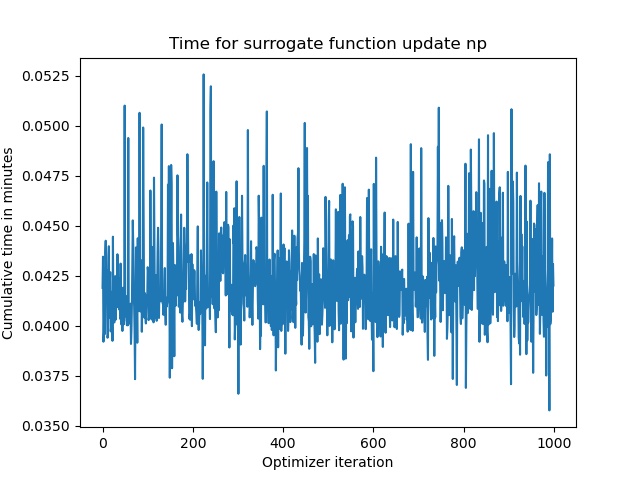 Time for surrogate function update np
Cumulative time in minutes
0.0525
0.0500
0.0475
0.0450
0.0425
0.0400
0.0375
0.0350
0 200 400 600 800 1000
Optimizer iteration